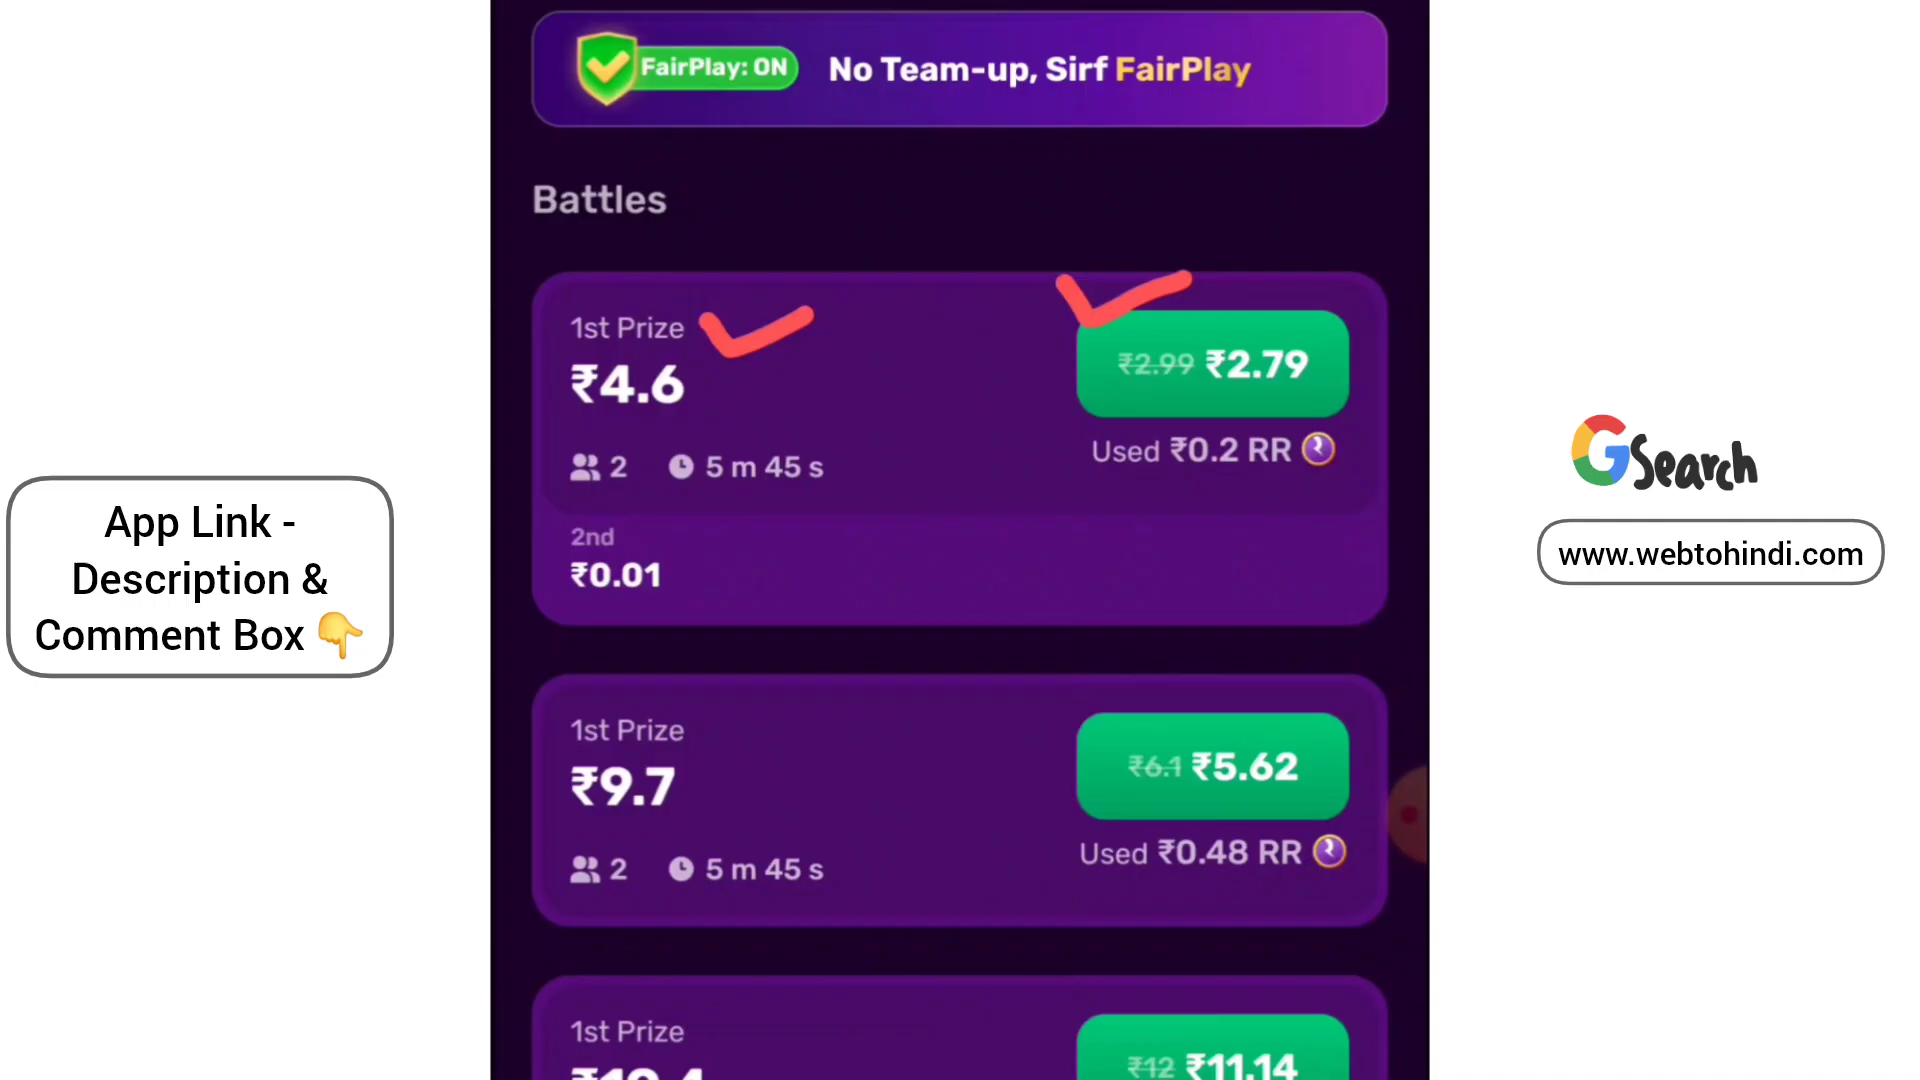 FairPlay: ON
No Team-up, Sirf FairPlay
Battles
1st Prize
₹4.6
₹2.99 ₹2.79
Used ₹0.2 RR
2
5 m 45 s
2nd
₹0.01
1st Prize
₹9.7
₹6.1 ₹5.62
Used ₹0.48 RR
2
5 m 45 s
1st Prize
₹12 ₹11.14
App Link -
Description &
Comment Box 👇
G Search
www.webtohindi.com